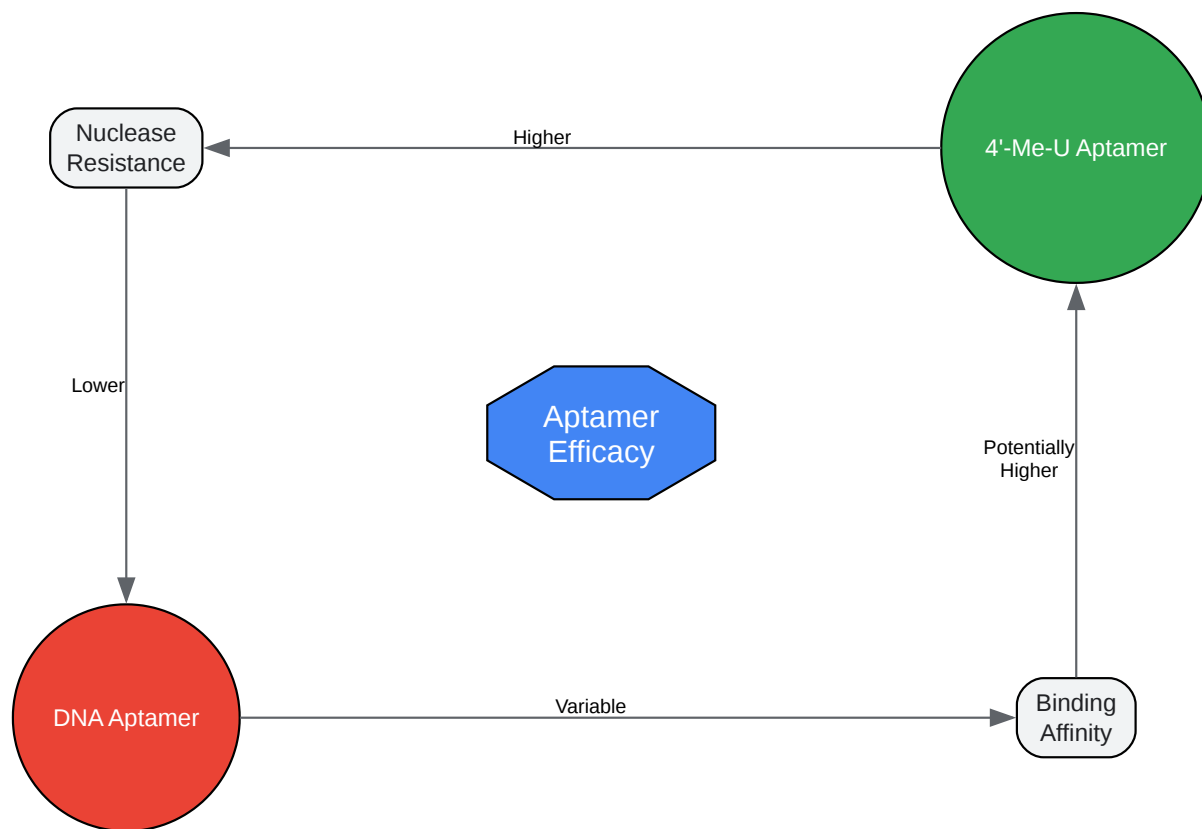 Nuclease
Resistance
Higher
4'-Me-U Aptamer
Lower
Aptamer
Efficacy
Potentially
Higher
DNA Aptamer
Variable
Binding
Affinity